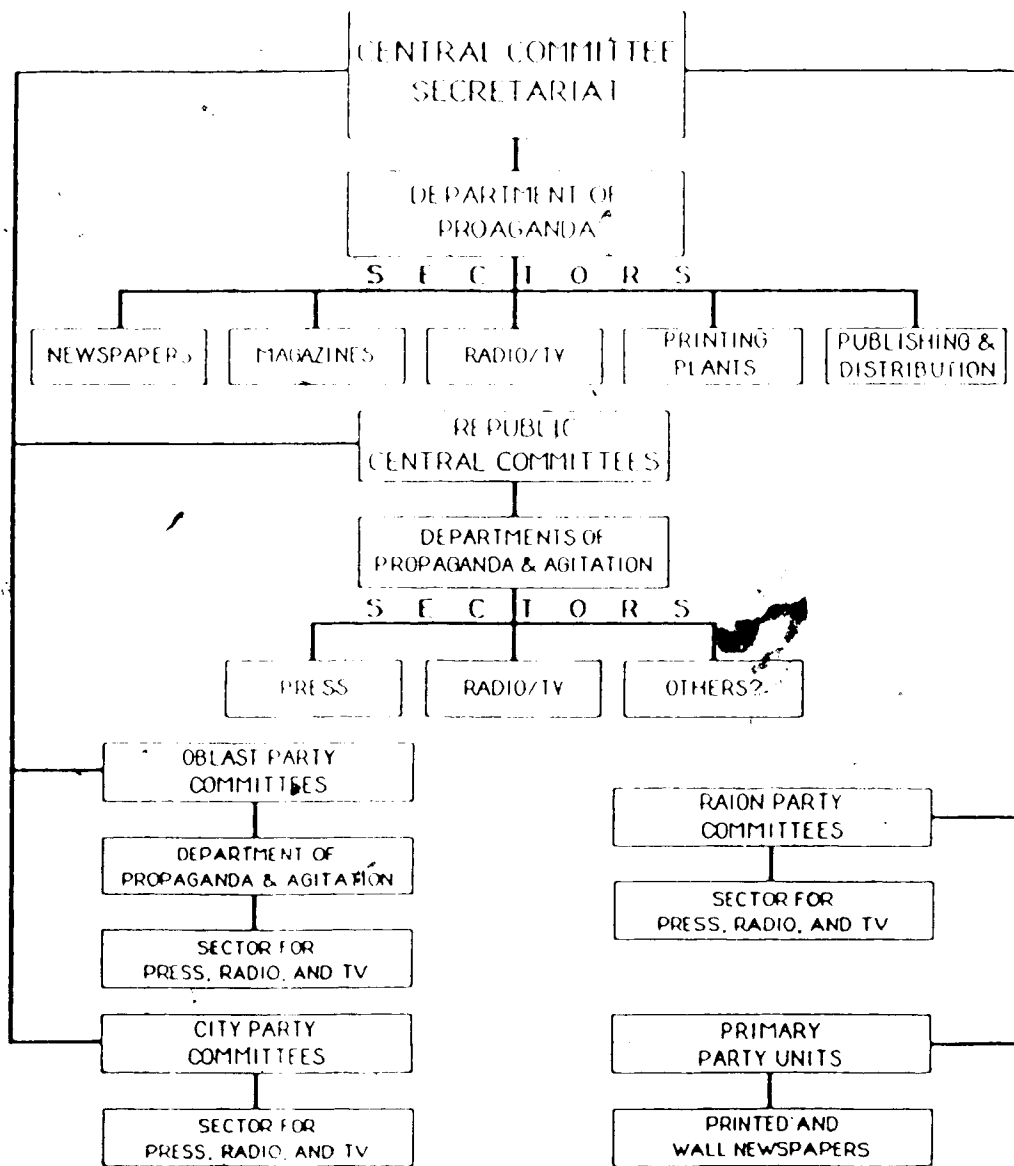 CENTRAL COMMITTEE
SECRETARIAT
DEPARTMENT OF
PROAGANDA
SECTORS
NEWSPAPERS
MAGAZINES
RADIO/TV
PRINTING
PLANTS
PUBLISHING &
DISTRIBUTION
REPUBLIC
CENTRAL COMMITTEES
DEPARTMENTS OF
PROPAGANDA & AGITATION
SECTORS
PRESS
RADIO/TV
OTHERS?
OBLAST PARTY
COMMITTEES
DEPARTMENT OF
PROPAGANDA & AGITATION
SECTOR FOR
PRESS, RADIO, AND TV
RAION PARTY
COMMITTEES
SECTOR FOR
PRESS, RADIO, AND TV
CITY PARTY
COMMITTEES
SECTOR FOR
PRESS, RADIO, AND TV
PRIMARY
PARTY UNITS
PRINTED AND
WALL NEWSPAPERS